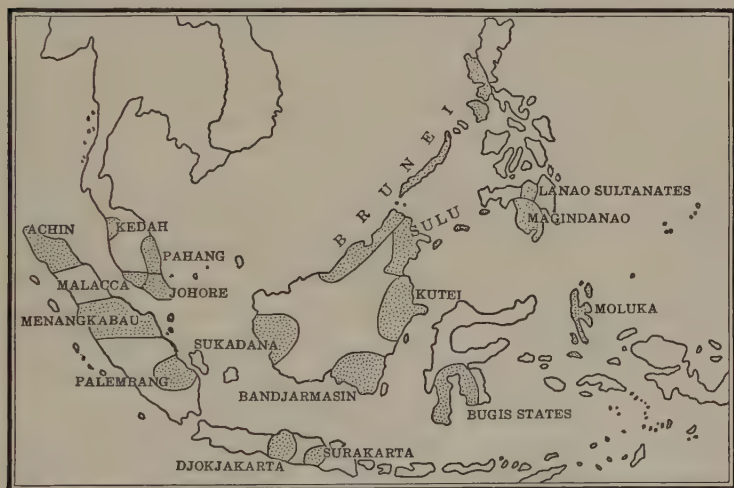 BRUNEI
LANAO SULTANATES
MAGINDANAO
SULU
ACHIN
KEDAH
PAHANG
MALACCA
JOHORE
MENANGKABAU
KUTEI
MOLUKA
SUKADANA
PALEMBANG
BANDJARMASIN
BUGIS STATES
SURAKARTA
DJOKJAKARTA